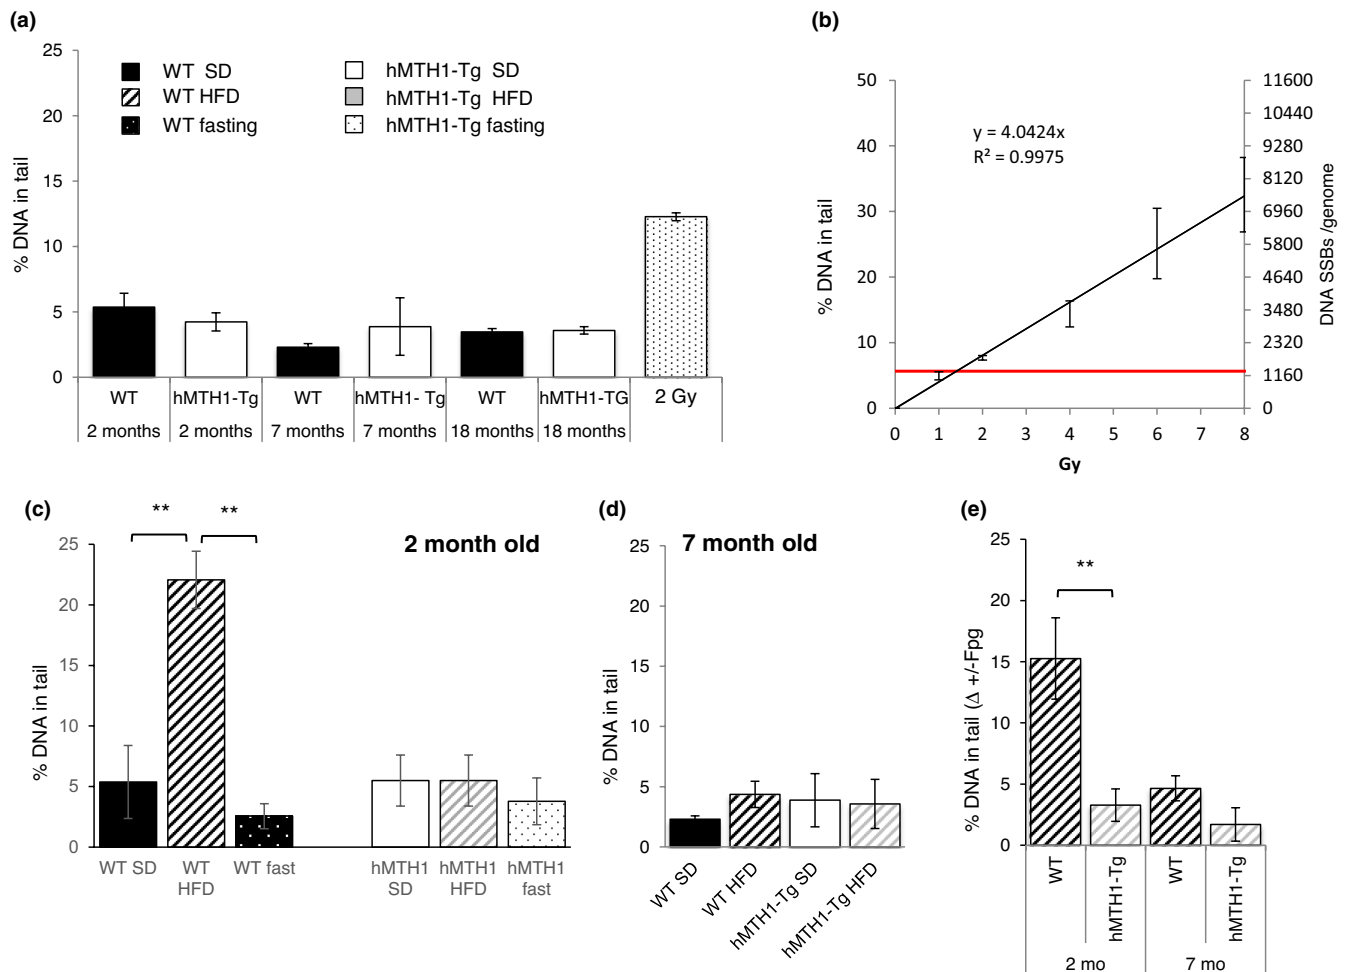 (a)
25
20
15
10
5
0
% DNA in tail
WT SD
WT HFD
WT fasting
hMTH1-Tg SD
hMTH1-Tg HFD
hMTH1-Tg fasting
WT hMTH1-Tg WT hMTH1- Tg WT hMTH1-TG 2 Gy
2 months 2 months 7 months 7 months 18 months 18 months
(b)
50
40
30
20
10
0
% DNA in tail
y = 4.0424x
R² = 0.9975
11600
10440
9280
8120
6960
5800
4640
3480
2320
1160
0
DNA SSBs /genome
0 1 2 3 4 5 6 7 8
Gy
(c)
** **
2 month old
25
20
15
10
5
0
% DNA in tail
WT SD WT HFD WT fast hMTH1 SD hMTH1 HFD hMTH1 fast
(d)
7 month old
25
20
15
10
5
0
% DNA in tail
WT SD
WT HFD
hMTH1-Tg SD
hMTH1-Tg HFD
(e)
**
25
20
15
10
5
0
% DNA in tail (Δ +/-Fpg
WT
hMTH1-Tg
WT
hMTH1-Tg
2 mo 7 mo